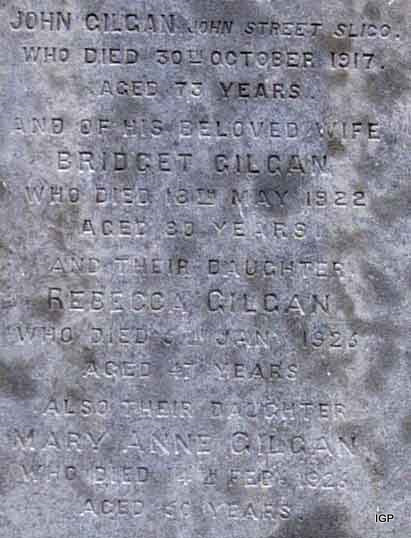 JOHN GILGAN JOHN STREET SLIGO.
WHO DIED 30TH OCTOBER 1917.
AGED 73 YEARS.
AND OF HIS BELOVED WIFE
BRIDGET GILGAN
WHO DIED 18TH MAY 1922
AGED 80 YEARS.
AND THEIR DAUGHTER
REBECCA GILGAN
WHO DIED JAN. 1926
AGED 47 YEARS
ALSO THEIR DAUGHTER
MARY ANNE GILGAN
WHO DIED FEB. 1926.
AGED YEARS.
IGP